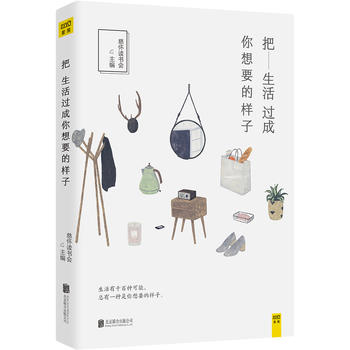 把 生活过成你想要的样子
慈怀读书会
主编
北京联合出版公司
慈怀读书会
主编
把 生活过成
你想要的样子
生活有千百种可能，
总有一种是你想要的样子。